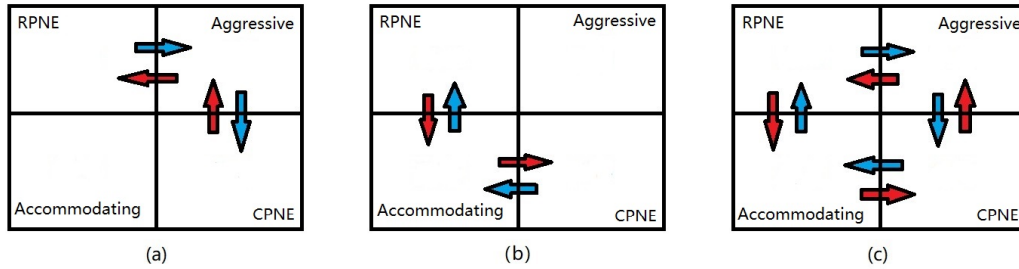 RPNE Aggressive
Accommodating CPNE
(a)
RPNE Aggressive
Accommodating CPNE
(b)
RPNE Aggressive
Accommodating CPNE
(c)